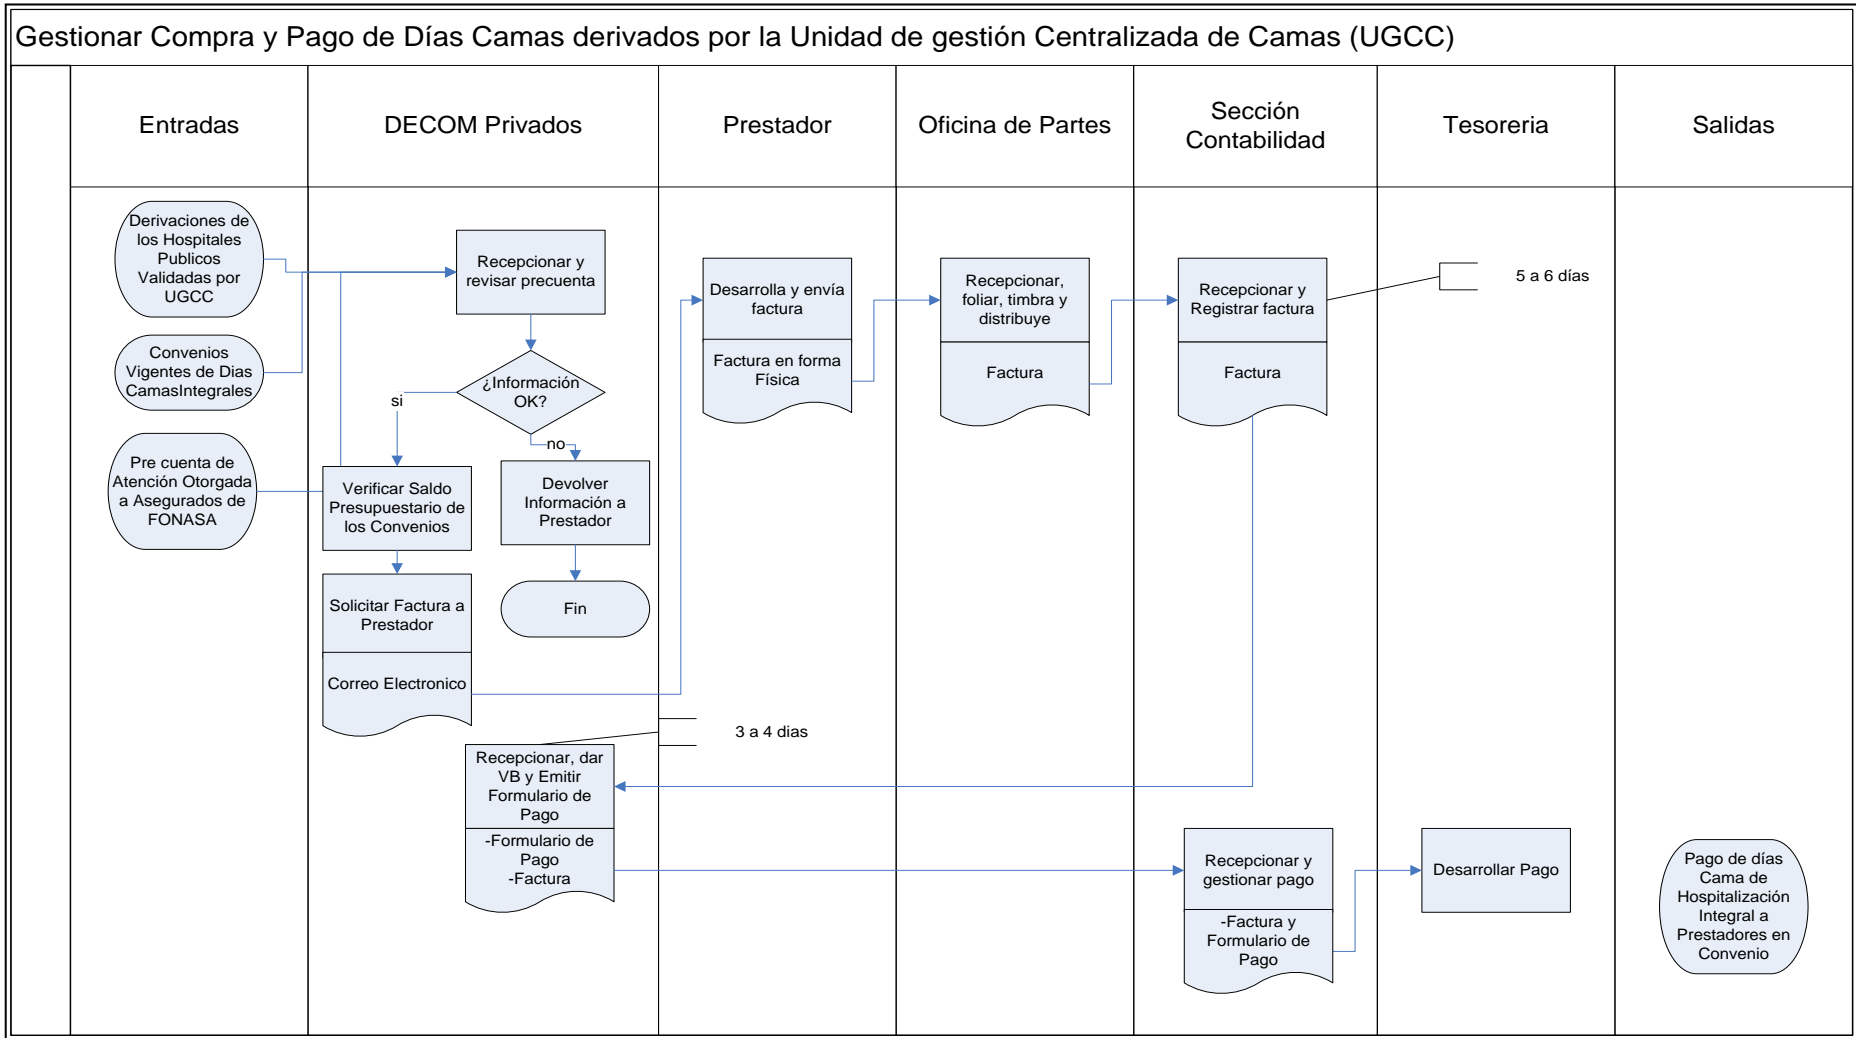 Gestionar Compra y Pago de Días Camas derivados por la Unidad de gestión Centralizada de Camas (UGCC)
Entradas
DECOM Privados
Prestador
Oficina de Partes
Sección
Contabilidad
Tesoreria
Salidas
Derivaciones de
los Hospitales
Publicos
Validadas por
UGCC
Convenios
Vigentes de Dias
CamasIntegrales
Pre cuenta de
Atención Otorgada
a Asegurados de
FONASA
Recepcionar y
revisar precuenta
¿Información
OK?
si
no
Verificar Saldo
Presupuestario de
los Convenios
Devolver
Información a
Prestador
Solicitar Factura a
Prestador
Correo Electronico
Fin
Recepcionar, dar
VB y Emitir
Formulario de
Pago
-Formulario de
Pago
-Factura
3 a 4 dias
Desarrolla y envía
factura
Factura en forma
Física
Recepcionar,
foliar, timbra y
distribuye
Factura
Recepcionar y
Registrar factura
Factura
5 a 6 días
Recepcionar y
gestionar pago
-Factura y
Formulario de
Pago
Desarrollar Pago
Pago de días
Cama de
Hospitalización
Integral a
Prestadores en
Convenio